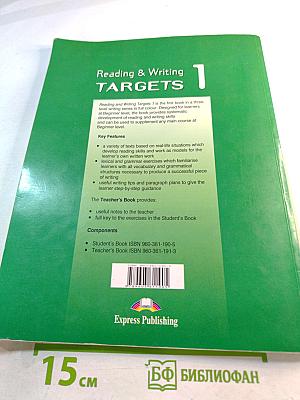 Reading & Writing 1
TARGETS
Reading and Writing Targets 1 is the first book in a three
level writing series in full colour. Designed for learners
at Beginner level, the book provides systematic
development of reading and writing skills
and can be used to supplement any main course at
Beginner level.
Key Features
• a variety of texts based on real-life situations which
develop reading skills and work as models for the
learner's own written work
• lexical and grammar exercises which familiarise
learners with all vocabulary and grammatical
structures necessary to produce a successful piece
of writing
• useful writing tips and paragraph plans to give the
learner step-by-step guidance
The Teacher's Book provides:
• useful notes to the teacher
• full key to the exercises in the Student's Book
Components
• Student's Book ISBN 960-361-190-5
• Teacher's Book ISBN 960-361-191-3
Express Publishing
15 см
БФ БИБЛИОФАН